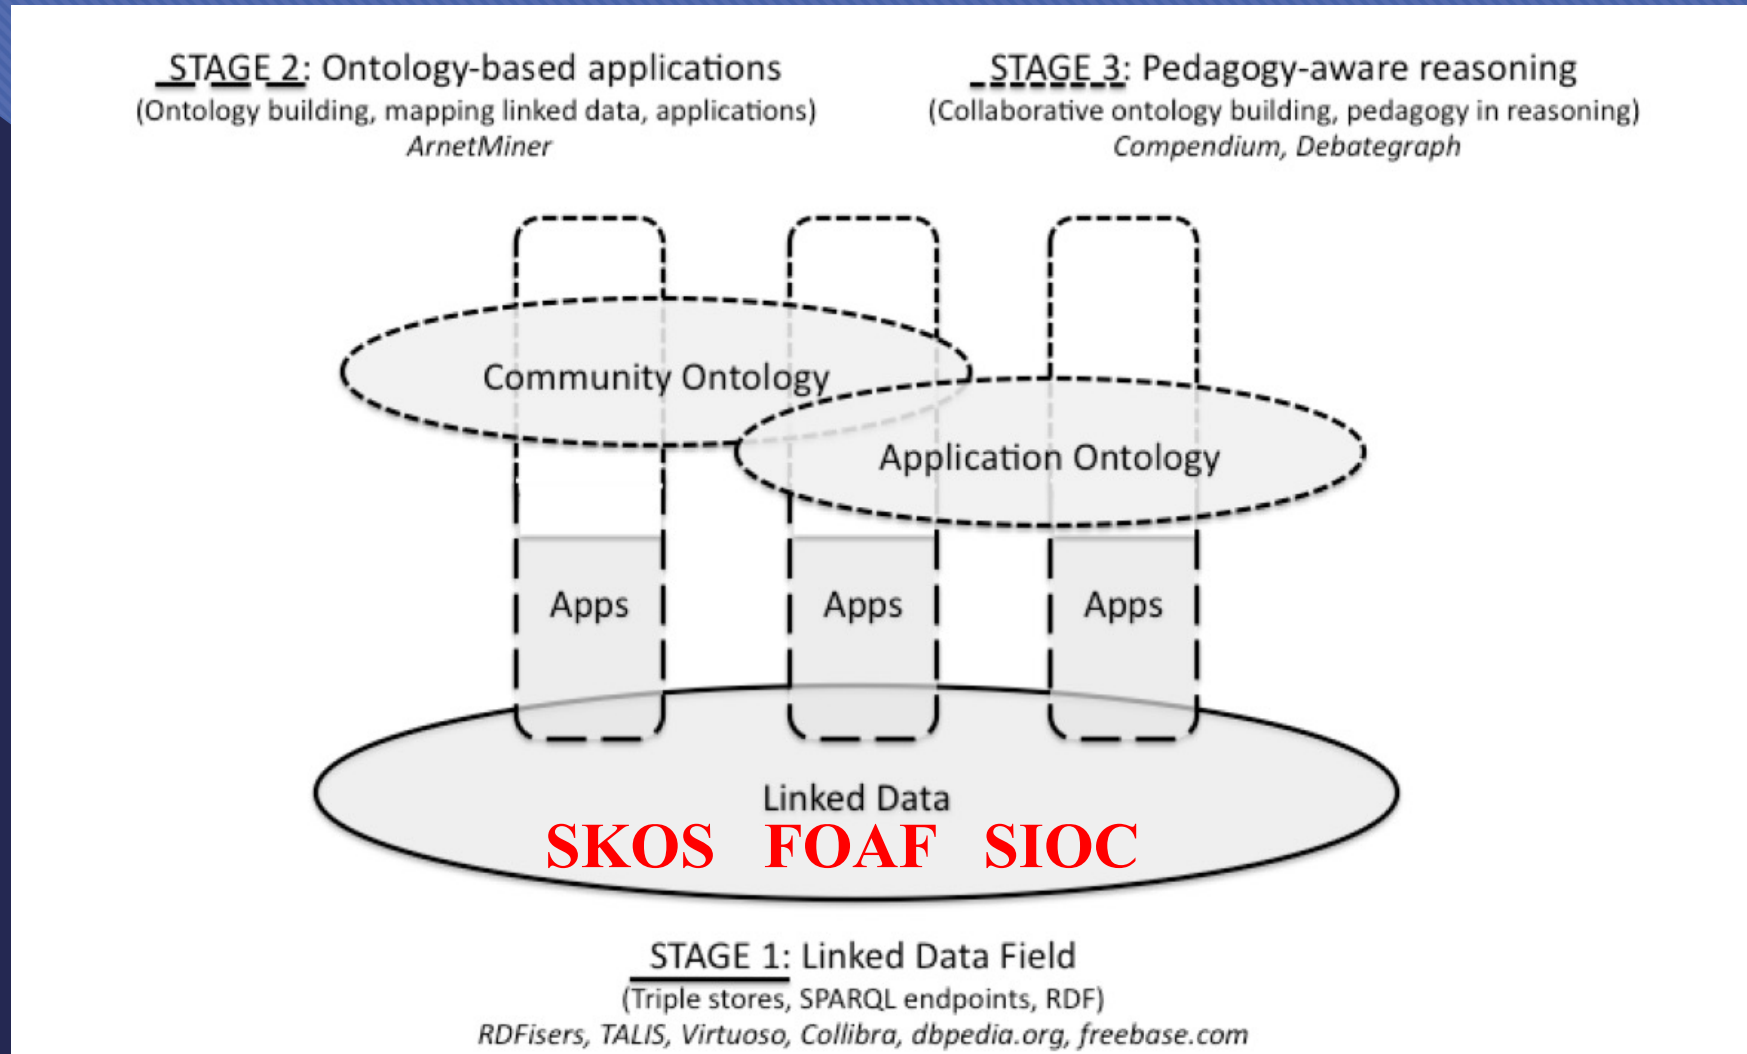 STAGE 2: Ontology-based applications
(Ontology building, mapping linked data, applications)
ArnetMiner
STAGE 3: Pedagogy-aware reasoning
(Collaborative ontology building, pedagogy in reasoning)
Compendium, Debategraph
Community Ontology
Application Ontology
Apps
Apps
Apps
Linked Data
SKOS FOAF SIOC
STAGE 1: Linked Data Field
(Triple stores, SPARQL endpoints, RDF)
RDFisers, TALIS, Virtuoso, Collibra, dbpedia.org, freebase.com